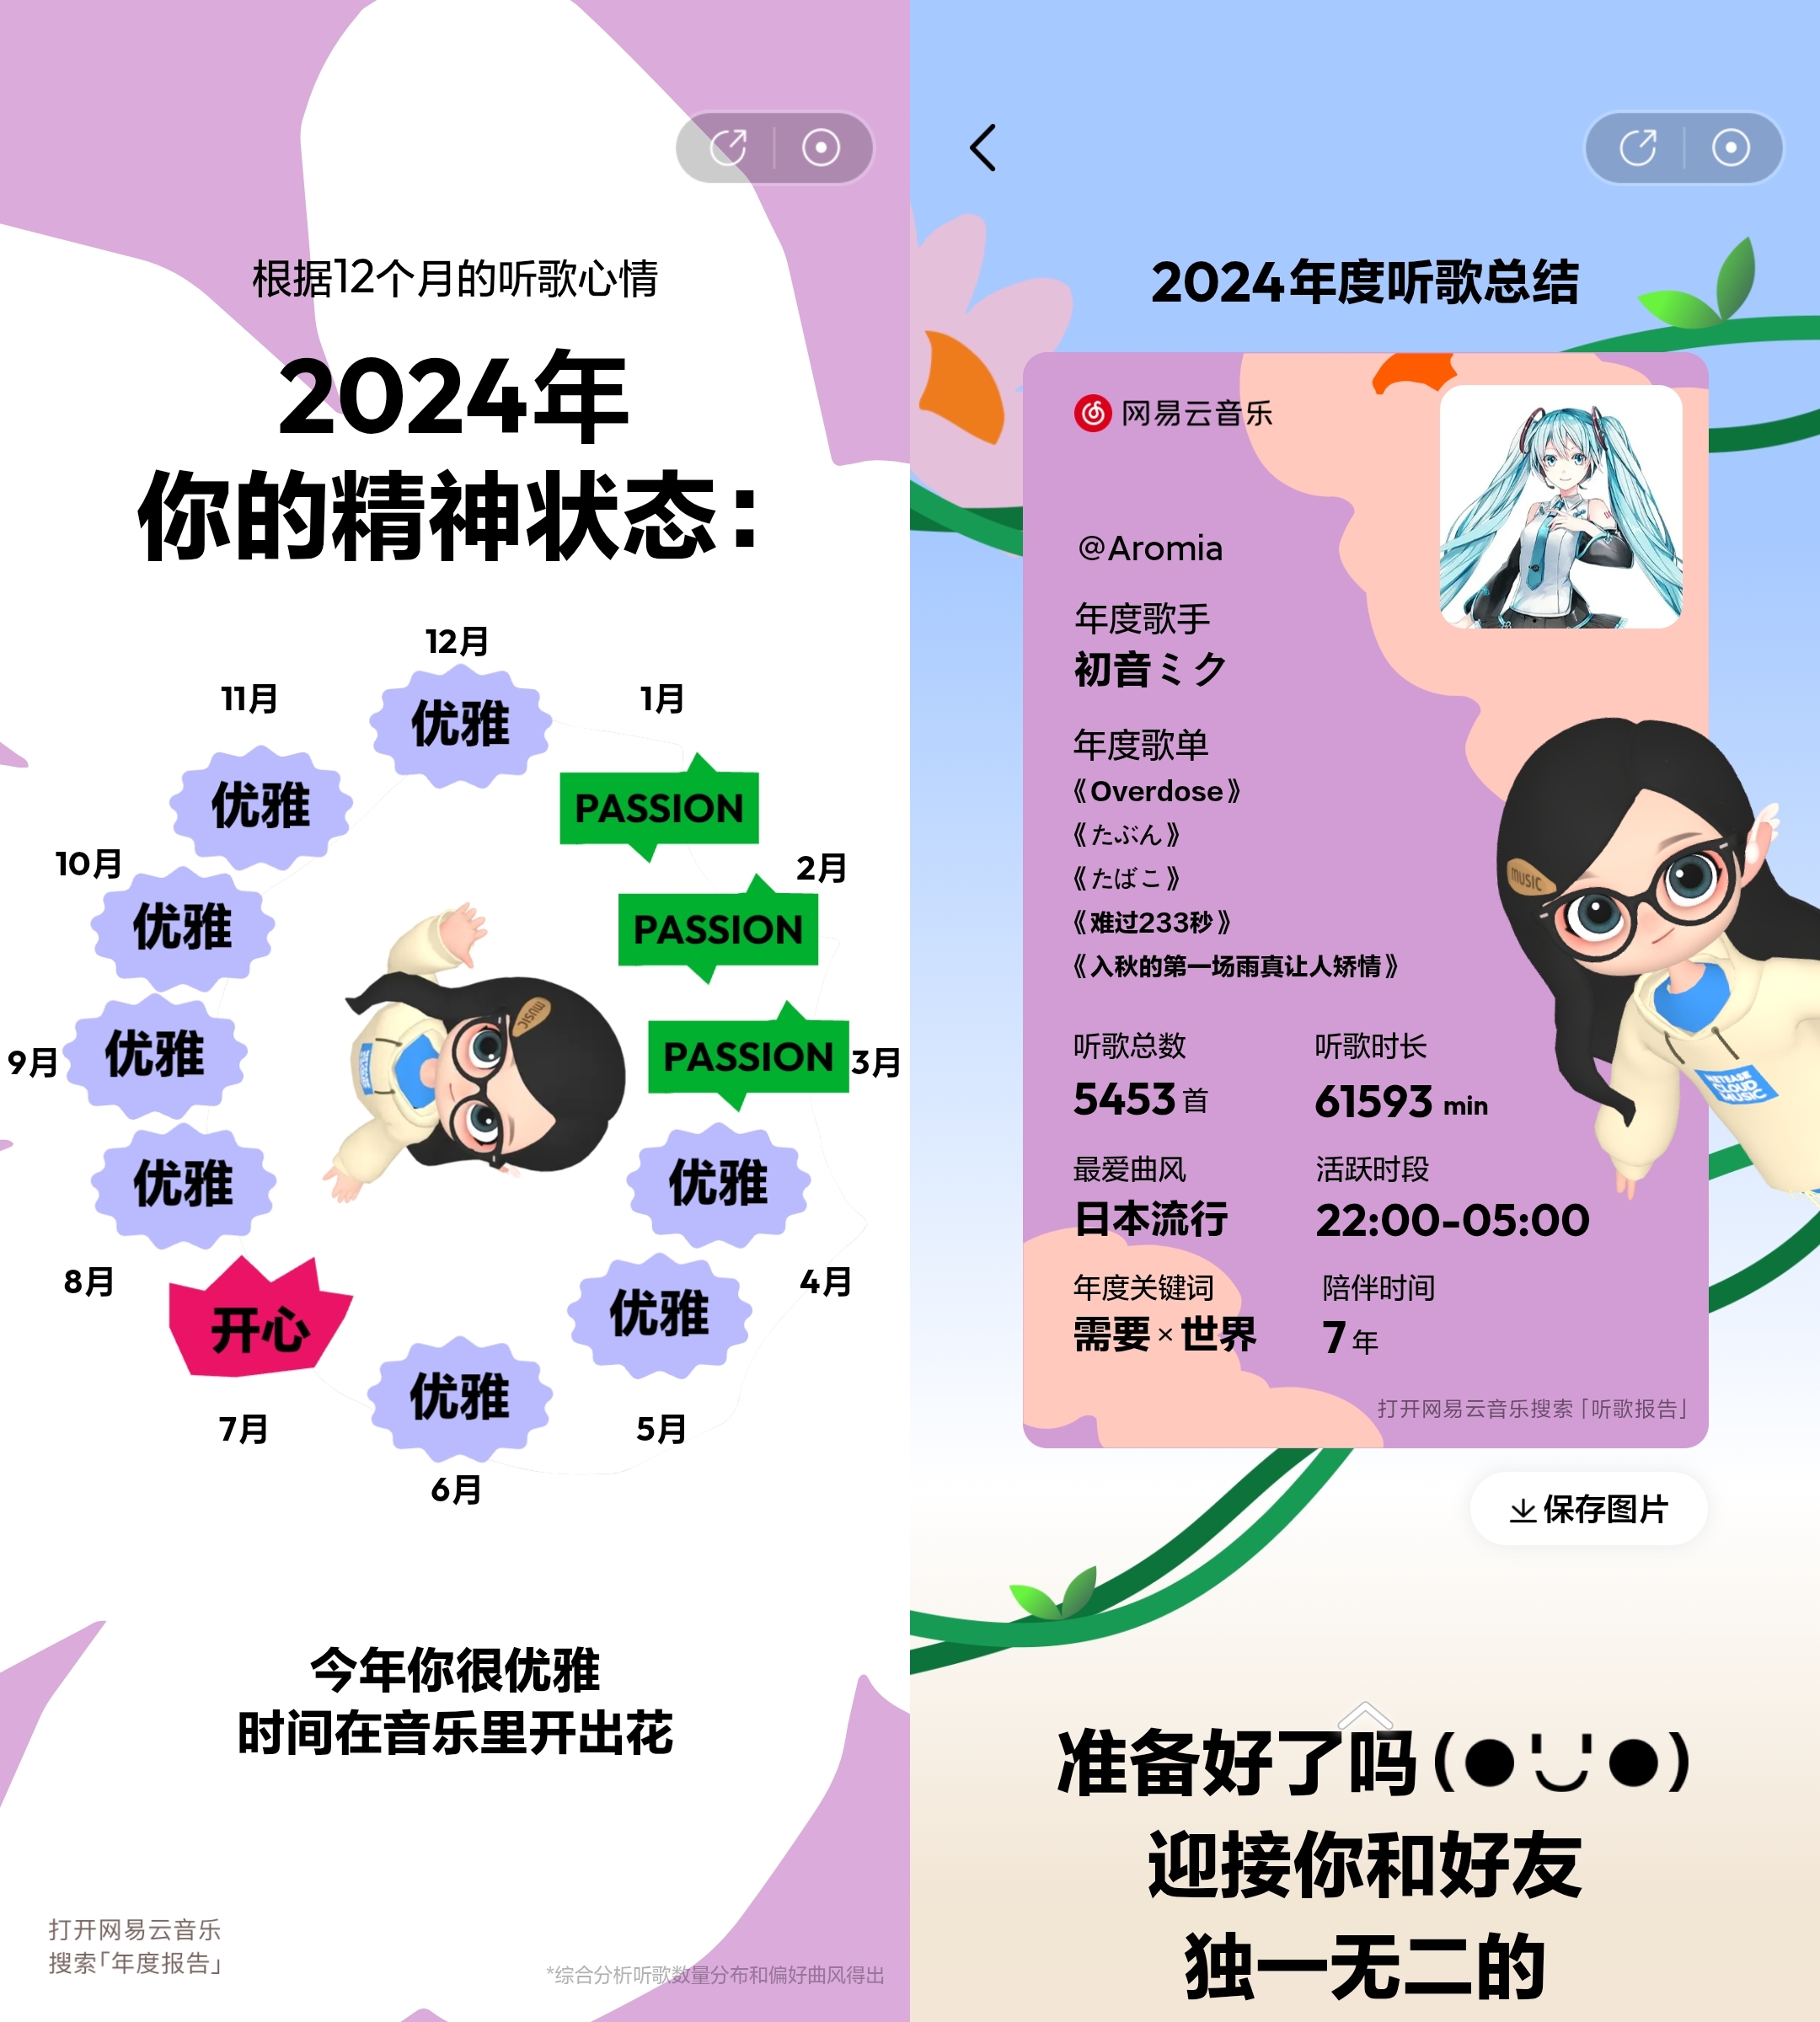 根据12个月的听歌心情
2024年
你的精神状态：
12月
优雅
11月
优雅
1月
PASSION
10月
优雅
2月
PASSION
9月
优雅
MUSIC
PASSION
3月
优雅
8月
优雅
4月
开心
7月
优雅
6月
优雅
5月
今年你很优雅
时间在音乐里开出花
打开网易云音乐
搜索「年度报告」
*综合分析听歌数量分布和偏好曲风得出
2024年度听歌总结
网易云音乐
@Aromia
年度歌手
初音ミク
年度歌单
《Overdose》
《たぶん》
《たばこ》
《难过233秒》
《入秋的第一场雨真让人矫情》
MUSIC
NETEASE
CLOUD
MUSIC
听歌总数
5453首
听歌时长
61593 min
最爱曲风
日本流行
活跃时段
22:00-05:00
年度关键词
需要×世界
陪伴时间
7年
打开网易云音乐搜索「听歌报告」
保存图片
准备好了吗(●'◡'●)
迎接你和好友
独一无二的